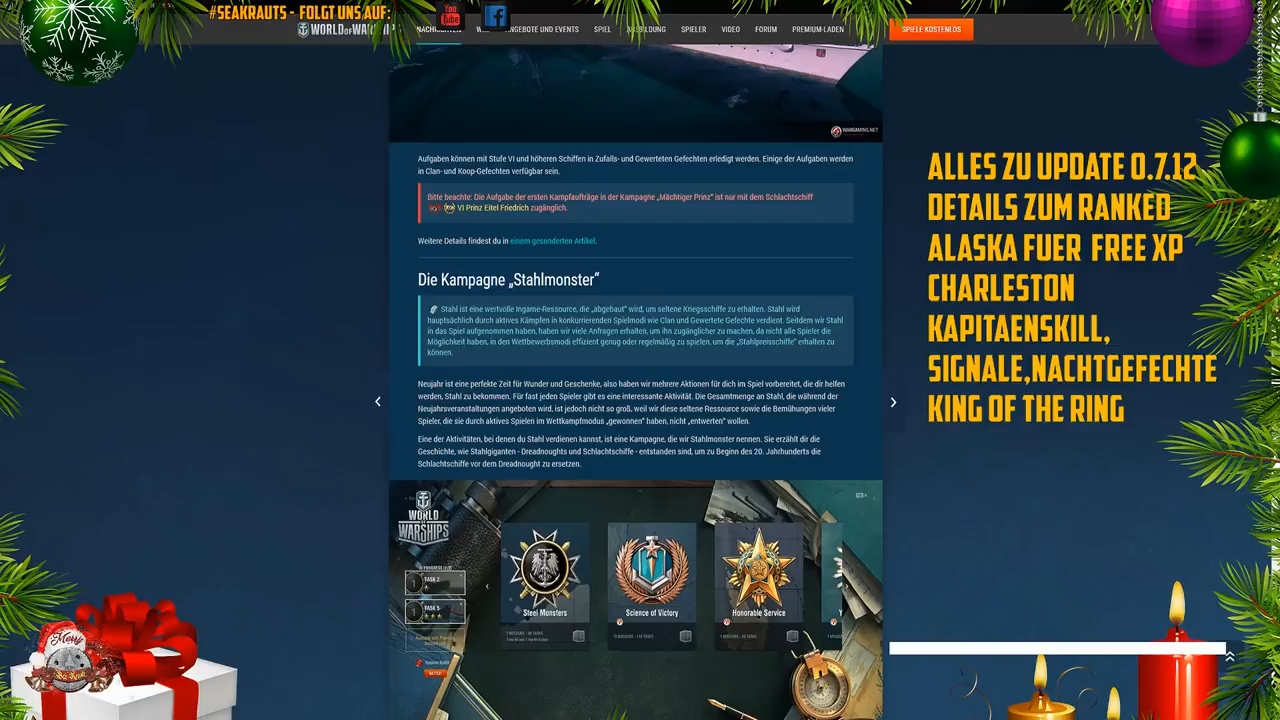 #SEAKRAUTS - FOLGT UNS AUF:
You Tube
WORLD OF WARSHI
NACHRICHTEN
ANGEBOTE UND EVENTS
SPIEL
SPIELER
VIDEO
FORUM
PREMIUM-LADEN
SPIELE KOSTENLOS
WARGAMING.NET
Aufgaben können mit Stufe VI und höheren Schiffen in Zufalls- und Gewerteten Gefechten erledigt werden. Einige der Aufgaben werden
in Clan- und Koop-Gefechten verfügbar sein.
Bitte beachte: Die Aufgabe der ersten Kampfaufträge in der Kampagne „Mächtiger Prinz" ist nur mit dem Schlachtschiff
VI Prinz Eitel Friedrich zugänglich.
Weitere Details findest du in einem gesonderten Artikel.
Die Kampagne „Stahlmonster"
Stahl ist eine wertvolle Ingame-Ressource, die „abgebaut" wird, um seltene Kriegsschiffe zu erhalten. Stahl wird
hauptsächlich durch aktives Kämpfen in konkurrierenden Spielmodi wie Clan und Gewertete Gefechte verdient. Seitdem wir Stahl
in das Spiel aufgenommen haben, haben wir viele Anfragen erhalten, um ihn zugänglicher zu machen, da nicht alle Spieler die
Möglichkeit haben, in den Wettbewerbsmodi effizient genug oder regelmäßig zu spielen, um die „Stahlpreisschiffe" erhalten zu
können.
Neujahr ist eine perfekte Zeit für Wunder und Geschenke, also haben wir mehrere Aktionen für dich im Spiel vorbereitet, die dir helfen
werden, Stahl zu bekommen. Für fast jeden Spieler gibt es eine interessante Aktivität. Die Gesamtmenge an Stahl, die während der
Neujahrsveranstaltungen angeboten wird, ist jedoch nicht so groß, weil wir diese seltene Ressource sowie die Bemühungen vieler
Spieler, die sie durch aktives Spielen im Wettkampfmodus „gewonnen" haben, nicht „entwerten" wollen.
Eine der Aktivitäten, bei denen du Stahl verdienen kannst, ist eine Kampagne, die wir Stahlmonster nennen. Sie erzählt dir die
Geschichte, wie Stahlgiganten - Dreadnoughts und Schlachtschiffe - entstanden sind, um zu Beginn des 20. Jahrhunderts die
Schlachtschiffe vor dem Dreadnought zu ersetzen.
WORLD
OF
WARSHIPS
TASK 2
TASK 5
BATTLE!
Steel Monsters
Science of Victory
Honorable Service
ALLES ZU UPDATE 0.7.12
DETAILS ZUM RANKED
ALASKA FUER FREE XP
CHARLESTON
KAPITAENSKILL,
SIGNALE,NACHTGEFECHTE
KING OF THE RING
Merry